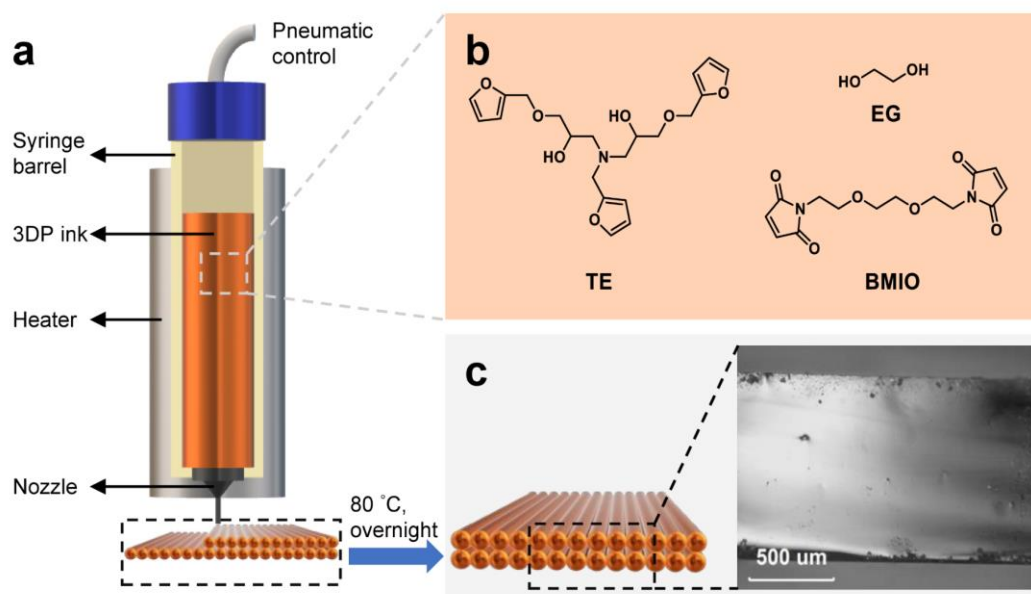 a
Pneumatic
control
Syringe
barrel
3DP ink
Heater
Nozzle
80 °C,
overnight
b
O
O
O
HO
HO
O
N
O
O
TE
HO
OH
EG
O
N
O
O
O
O
N
O
BMIO
c
500 um